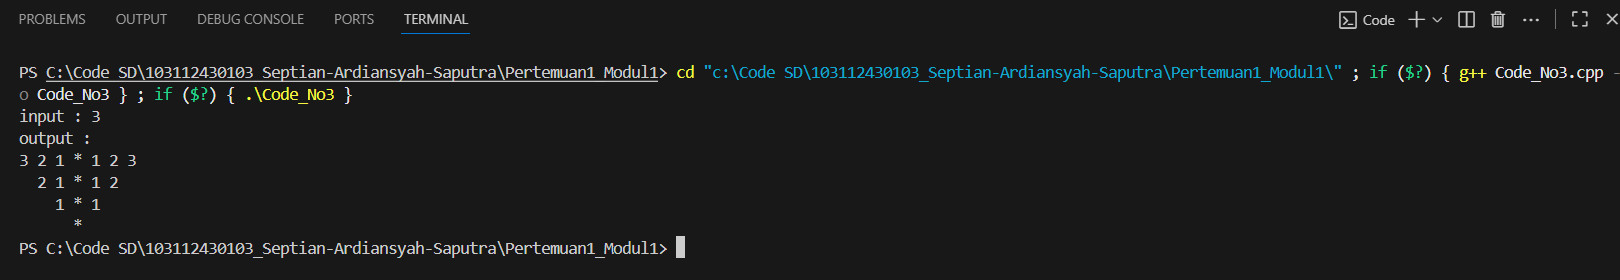 PROBLEMS OUTPUT DEBUG CONSOLE PORTS TERMINAL Code
PS C:\Code SD\103112430103_Septian-Ardiansyah-Saputra\Pertemuan1_Modul1> cd "c:\Code SD\103112430103_Septian-Ardiansyah-Saputra\Pertemuan1_Modul1\" ; if ($?) { g++ Code_No3.cpp -
o Code_No3 } ; if ($?) { .\Code_No3 }
input : 3
output :
3 2 1 * 1 2 3
  2 1 * 1 2
    1 * 1
      *
PS C:\Code SD\103112430103_Septian-Ardiansyah-Saputra\Pertemuan1_Modul1>